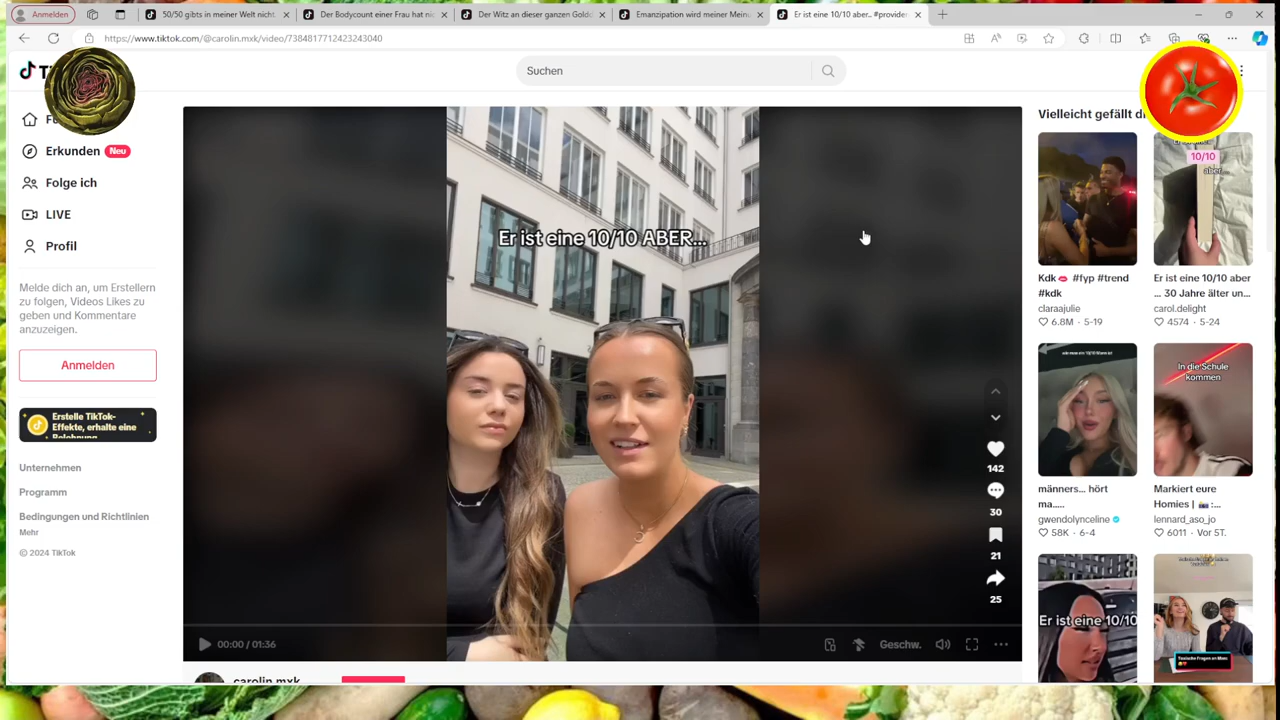 Anmelden
50/50 gibts in meiner Welt nicht.
Der Bodycount einer Frau hat nic
Der Witz an dieser ganzen Goldd
Emanzipation wird meiner Meinu
Er ist eine 10/10 aber.. #provider
https://www.tiktok.com/@carolin.mxk/video/7384817712423243040
Suchen
Erkunden Neu
Folge ich
LIVE
Profil
Melde dich an, um Erstellern
zu folgen, Videos Likes zu
geben und Kommentare
anzuzeigen.
Anmelden
Erstelle TikTok-
Effekte, erhalte eine
Belohnung
Unternehmen
Programm
Bedingungen und Richtlinien
Mehr
© 2024 TikTok
Er ist eine 10/10 ABER...
142
30
21
25
00:00 / 01:36
Geschw.
carolin.mxk
Vielleicht gefällt di
Kdk #fyp #trend
#kdk
claraajulie
6.8M · 5-19
10/10
aber...
Er ist eine 10/10 aber
... 30 Jahre älter un...
carol.delight
4574 · 5-24
männers... hört
ma.....
gwendolynceline
58K · 6-4
In die Schule
kommen
Markiert eure
Homies | :...
lennard_aso_jo
6011 · Vor 5T.
Er ist eine 10/10